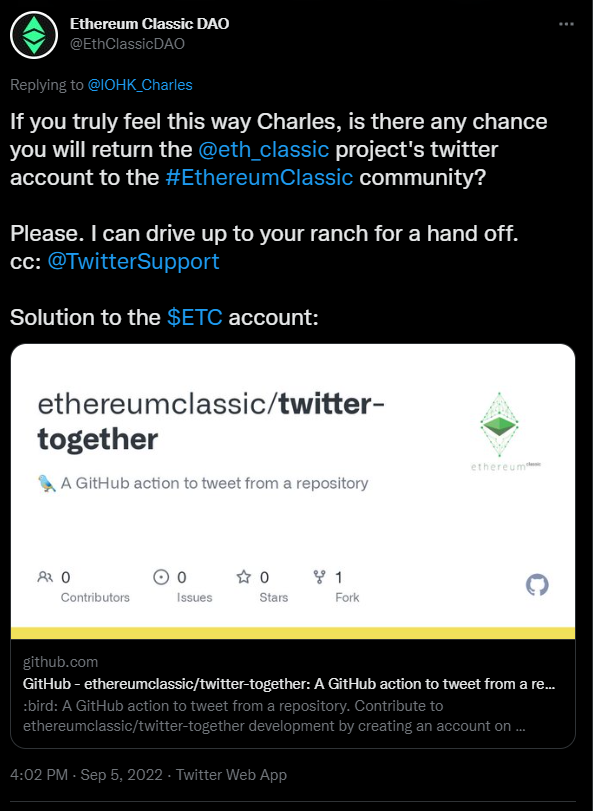 Ethereum Classic DAO
@EthClassicDAO
Replying to @IOHK_Charles
If you truly feel this way Charles, is there any chance
you will return the @eth_classic project's twitter
account to the #EthereumClassic community?
Please. I can drive up to your ranch for a hand off.
cc: @TwitterSupport
Solution to the $ETC account:
ethereumclassic/twitter-
together
ethereum classic
A GitHub action to tweet from a repository
0 0 0 1
Contributors Issues Stars Fork
github.com
GitHub - ethereumclassic/twitter-together: A GitHub action to tweet from a re...
:bird: A GitHub action to tweet from a repository. Contribute to
ethereumclassic/twitter-together development by creating an account on ...
4:02 PM · Sep 5, 2022 · Twitter Web App